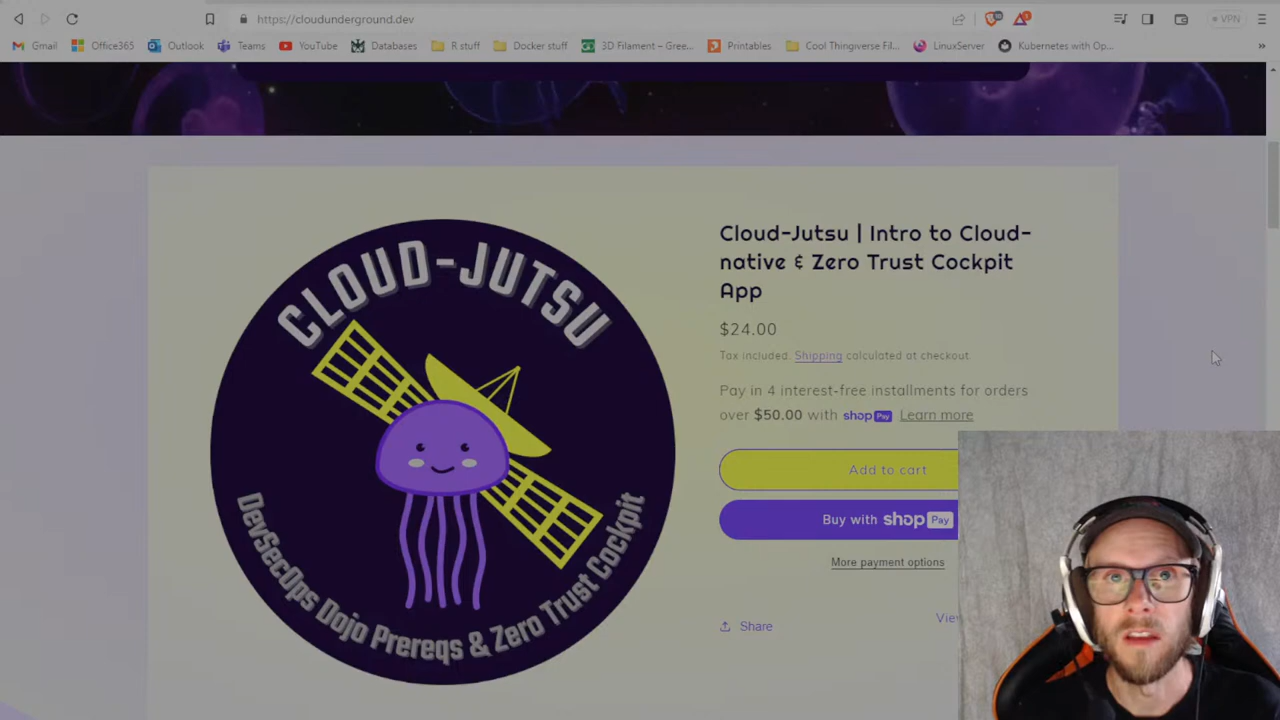 https://cloudunderground.dev
VPN
Gmail
Office365
Outlook
Teams
YouTube
Databases
R stuff
Docker stuff
3D Filament – Gree...
Printables
Cool Thingiverse Fil...
LinuxServer
Kubernetes with Op...
»
CLOUD-JUTSU
DevSecOps Dojo Prereqs & Zero Trust Cockpit
Cloud-Jutsu | Intro to Cloud-
native & Zero Trust Cockpit
App
$24.00
Tax included. Shipping calculated at checkout.
Pay in 4 interest-free installments for orders
over $50.00 with shop Pay Learn more
Add to cart
Buy with shop Pay
More payment options
Share
Vie